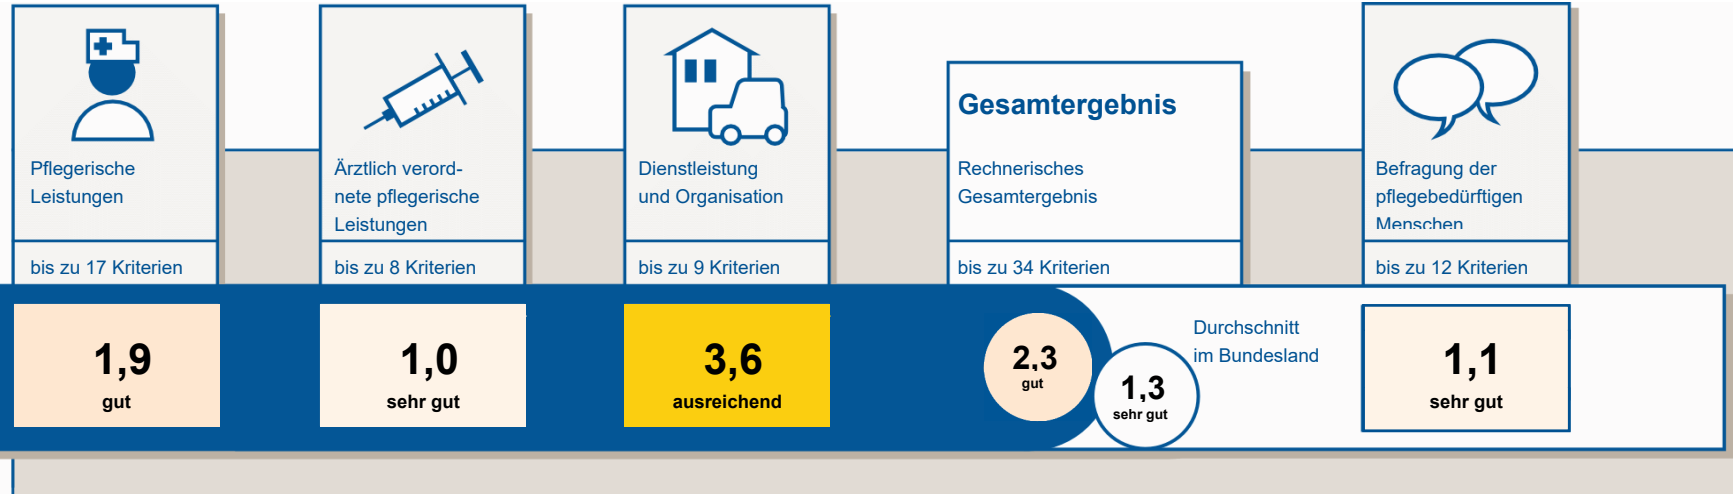 Pflegerische
Leistungen
bis zu 17 Kriterien
1,9
gut
Ärztlich verord-
nete pflegerische
Leistungen
bis zu 8 Kriterien
1,0
sehr gut
Dienstleistung
und Organisation
bis zu 9 Kriterien
3,6
ausreichend
Gesamtergebnis
Rechnerisches
Gesamtergebnis
bis zu 34 Kriterien
2,3
gut
1,3
sehr gut
Durchschnitt
im Bundesland
Befragung der
pflegebedürftigen
Menschen
bis zu 12 Kriterien
1,1
sehr gut